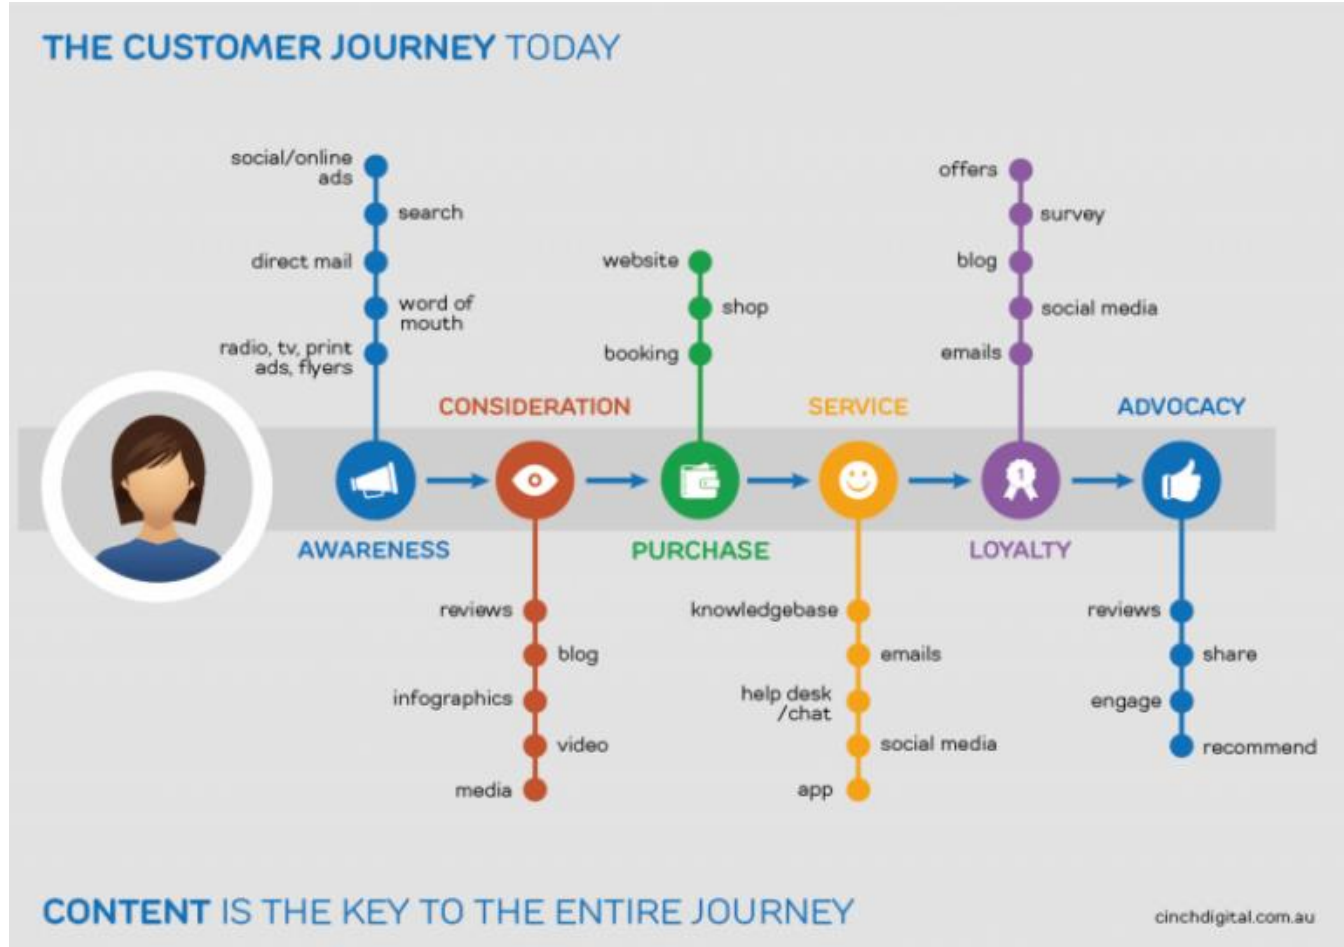 THE CUSTOMER JOURNEY TODAY
social/online
ads
search
direct mail
word of
mouth
radio, tv, print
ads, flyers
AWARENESS
CONSIDERATION
reviews
blog
infographics
video
media
website
shop
booking
PURCHASE
SERVICE
knowledgebase
emails
help desk
/chat
social media
app
offers
survey
blog
social media
emails
1
LOYALTY
ADVOCACY
reviews
share
engage
recommend
CONTENT IS THE KEY TO THE ENTIRE JOURNEY
cinchdigital.com.au